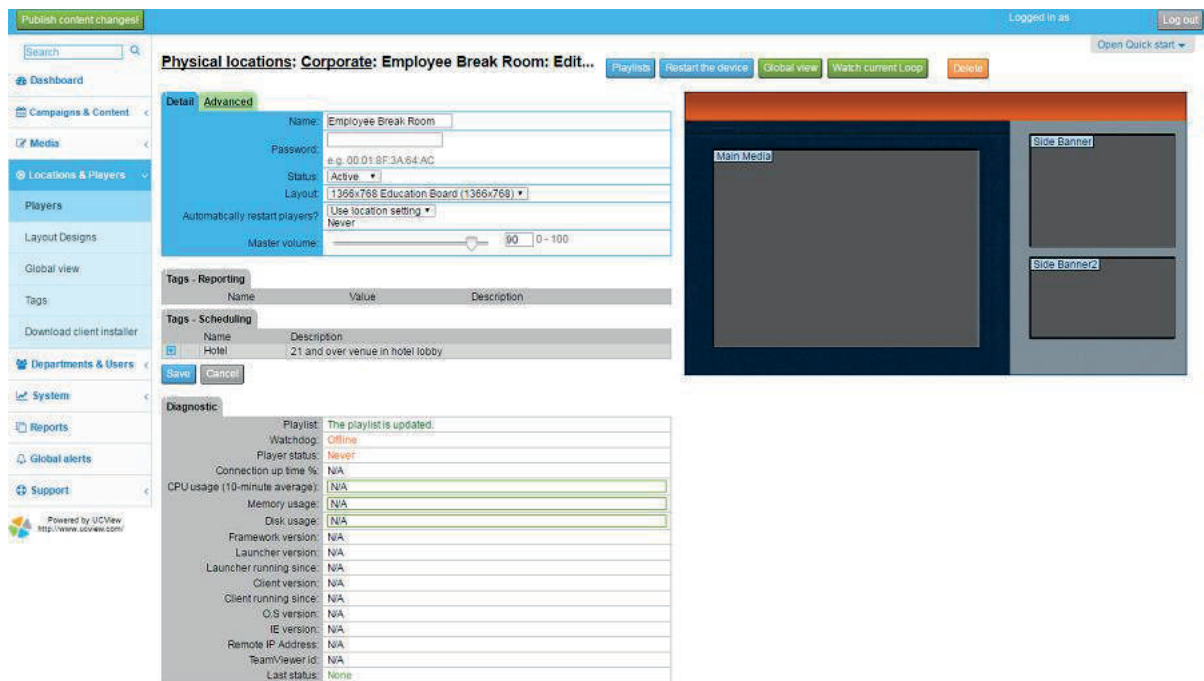 Publish content changes!
Logged in as
Log out
Search
Open Quick start
Dashboard
Campaigns & Content
Media
Locations & Players
Players
Layout Designs
Global view
Tags
Download client installer
Departments & Users
System
Reports
Global alerts
Support
Powered by UCView
http://www.ucview.com/
Physical locations: Corporate: Employee Break Room: Edit...
Playlists
Restart the device
Global view
Watch current Loop
Delete
Detail Advanced
Name: Employee Break Room
Password:
e.g. 00:01:8F:3A:64:AC
Status: Active
Layout: 1366x768 Education Board (1366x768)
Automatically restart players? Use location setting
Never
Master volume: 90 0 - 100
Tags - Reporting
Name Value Description
Tags - Scheduling
Name Description
Hotel 21 and over venue in hotel lobby
Save Cancel
Diagnostic
Playlist: The playlist is updated.
Watchdog: Offline
Player status: Never
Connection up time %: N/A
CPU usage (10-minute average): N/A
Memory usage: N/A
Disk usage: N/A
Framework version: N/A
Launcher version: N/A
Launcher running since: N/A
Client version: N/A
Client running since: N/A
O.S version: N/A
IE version: N/A
Remote IP Address: N/A
TeamViewer id: N/A
Last status: None
Main Media
Side Banner
Side Banner2